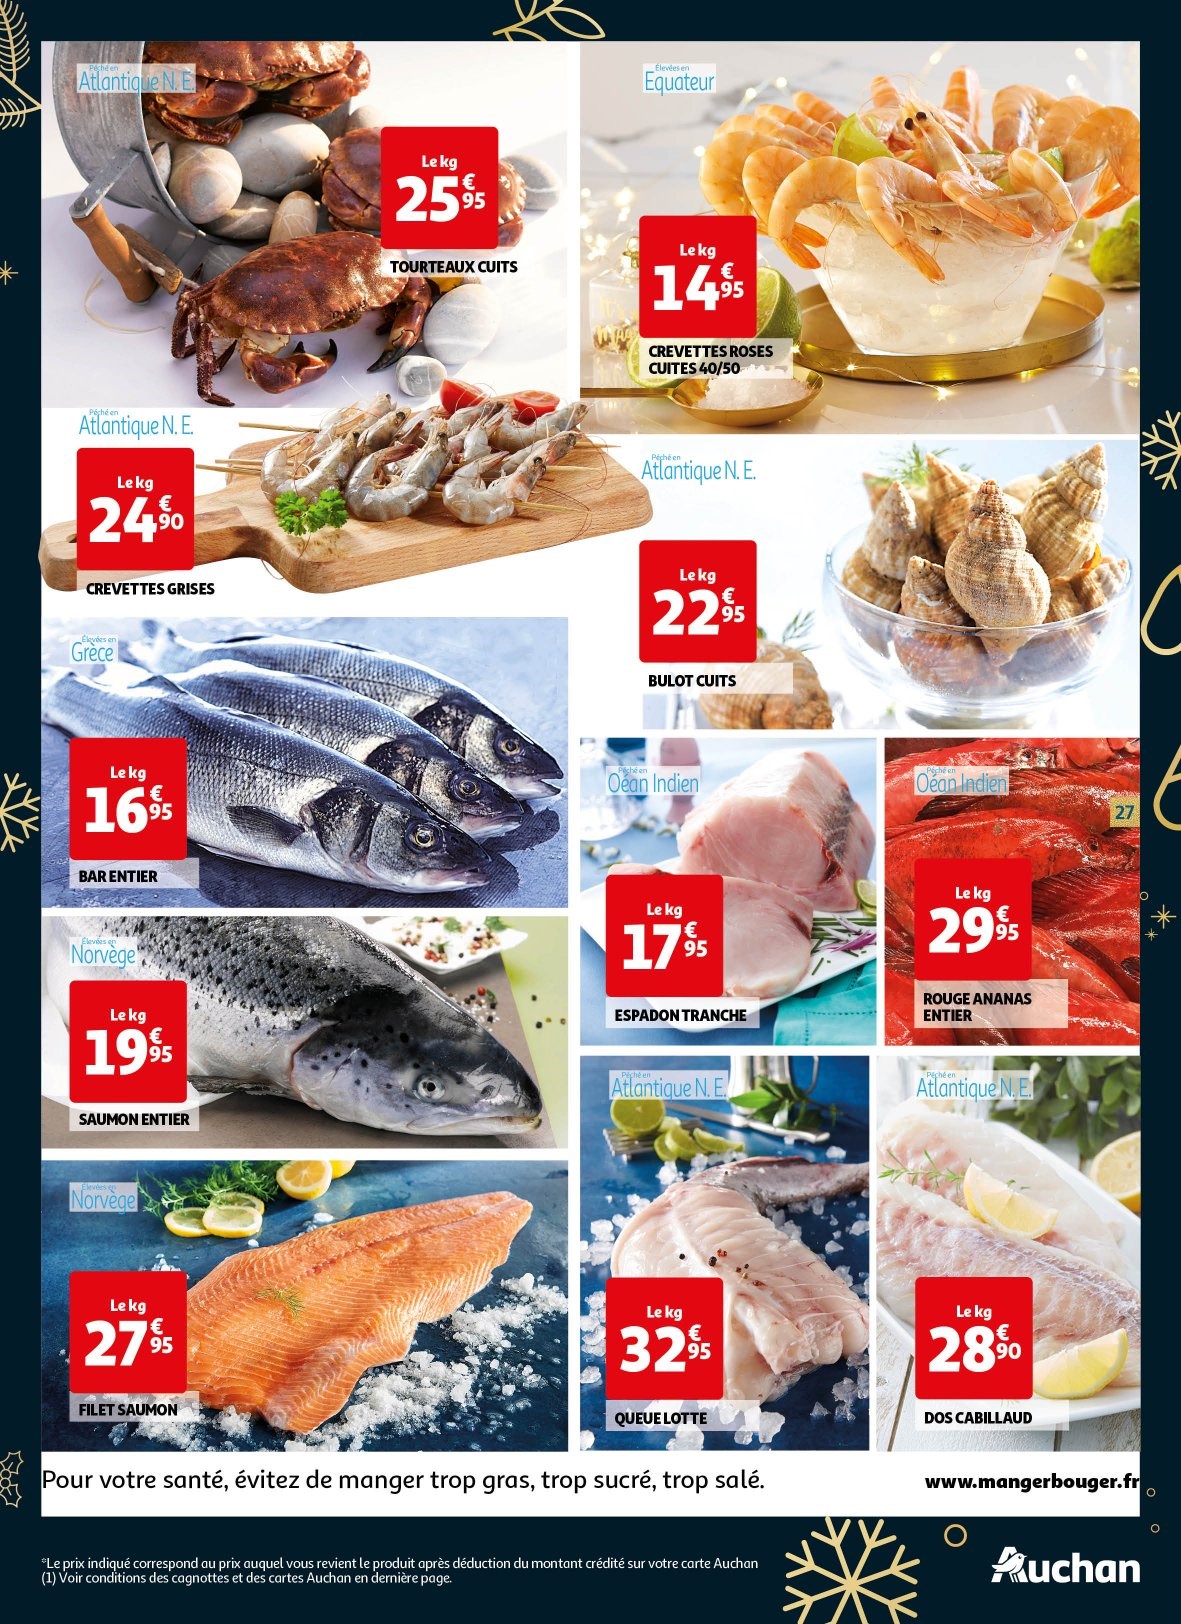 Pêché en
Atlantique N. E.
Le kg
25€95
TOURTEAUX CUITS
Élevées en
Equateur
Le kg
14€95
CREVETTES ROSES
CUITES 40/50
Pêché en
Atlantique N. E.
Le kg
24€90
CREVETTES GRISES
Pêché en
Atlantique N. E.
Le kg
22€95
BULOT CUITS
Élevées en
Grèce
Le kg
16€95
BAR ENTIER
Pêché en
Océan Indien
Le kg
17€95
ESPADON TRANCHE
Pêché en
Océan Indien
27
Le kg
29€95
ROUGE ANANAS
ENTIER
Élevées en
Norvège
Le kg
19€95
SAUMON ENTIER
Élevées en
Norvège
Le kg
27€95
FILET SAUMON
Pêché en
Atlantique N. E.
Le kg
32€95
QUEUE LOTTE
Pêché en
Atlantique N. E.
Le kg
28€90
DOS CABILLAUD
Pour votre santé, évitez de manger trop gras, trop sucré, trop salé.
www.mangerbouger.fr
*Le prix indiqué correspond au prix auquel vous revient le produit après déduction du montant crédité sur votre carte Auchan
(1) Voir conditions des cagnottes et des cartes Auchan en dernière page.
Auchan